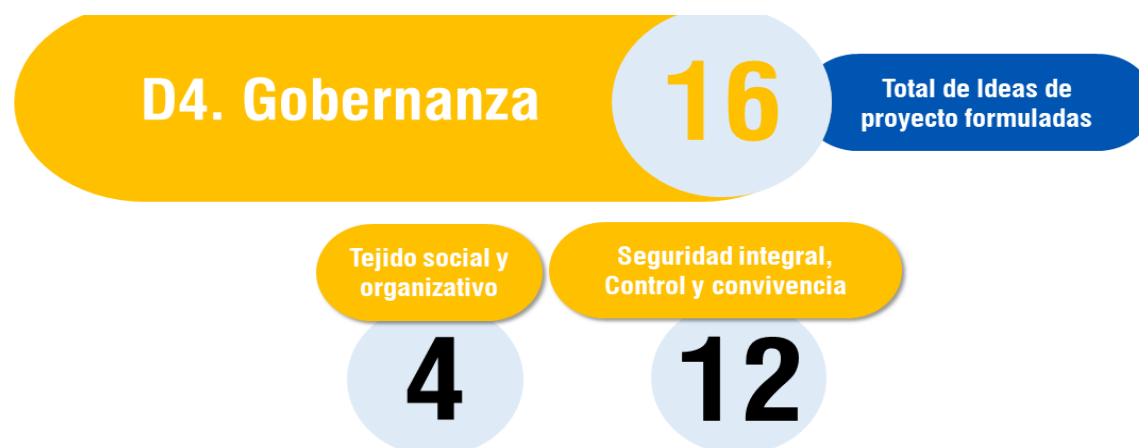 D4. Gobernanza
16
Total de Ideas de
proyecto formuladas
Tejido social y
organizativo
4
Seguridad integral,
Control y convivencia
12